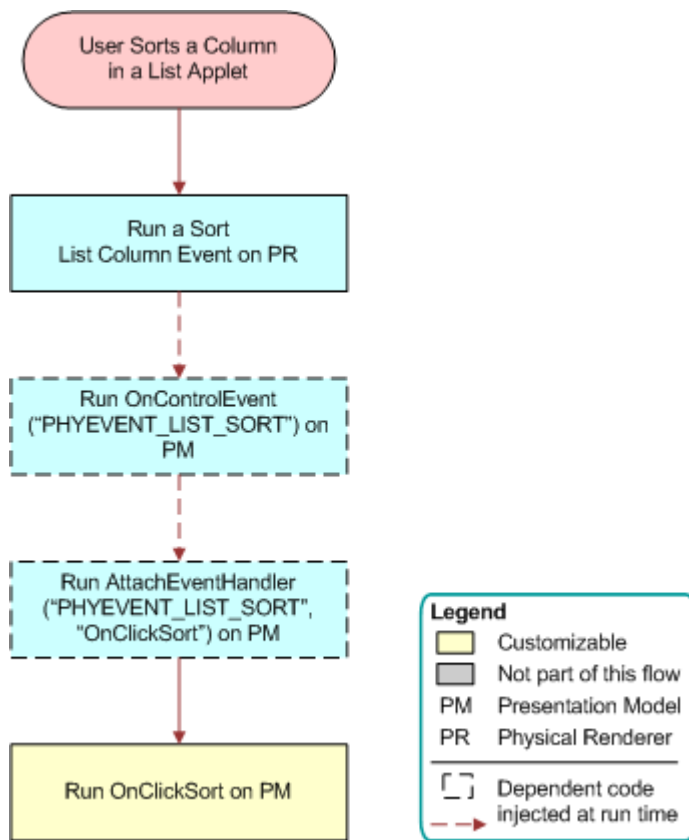 User Sorts a Column
in a List Applet
Run a Sort
List Column Event on PR
Run OnControlEvent
(“PHYEVENT_LIST_SORT”) on
PM
Run AttachEventHandler
(“PHYEVENT_LIST_SORT”,
“OnClickSort”) on PM
Run OnClickSort on PM
Legend
Customizable
Not part of this flow
PM Presentation Model
PR Physical Renderer
Dependent code
injected at run time